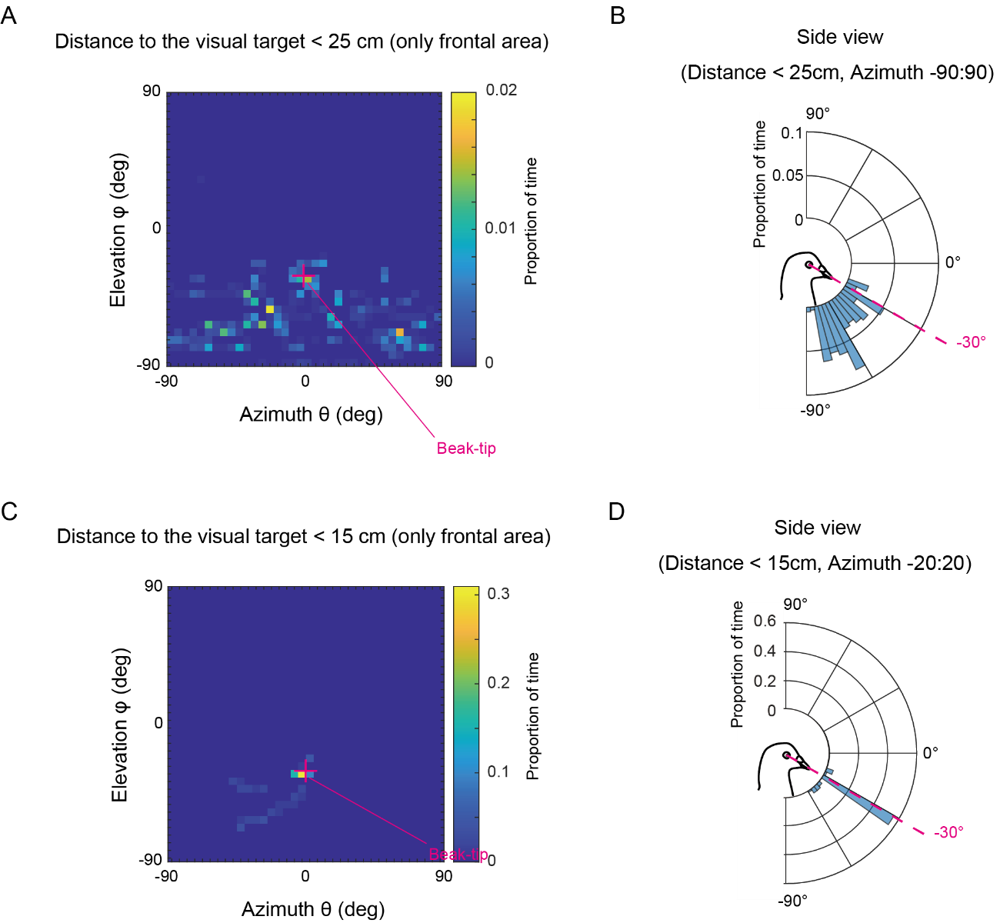 A
Distance to the visual target < 25 cm (only frontal area)
90
0
-90
-90
0
90
Elevation φ (deg)
Azimuth θ (deg)
0.02
0.01
0
Proportion of time
Beak-tip
B
Side view
(Distance < 25cm, Azimuth -90:90)
90°
0.1
0.05
0
Proportion of time
0°
-30°
-90°
C
Distance to the visual target < 15 cm (only frontal area)
90
0
-90
-90
0
90
Elevation φ (deg)
Azimuth θ (deg)
0.3
0.2
0.1
0
Proportion of time
Beak-tip
D
Side view
(Distance < 15cm, Azimuth -20:20)
90°
0.6
0.4
0.2
0
Proportion of time
0°
-30°
-90°